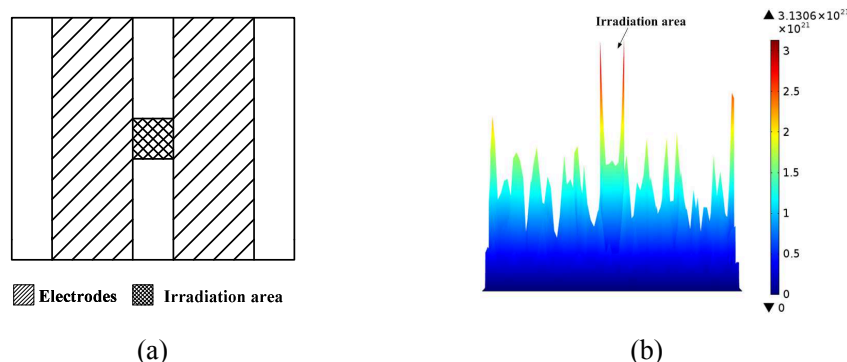 Irradiation area
▲ 3.1306×10²¹
×10²¹
3
2.5
2
1.5
1
0.5
0
▼ 0
Electrodes
Irradiation area
(a)
(b)